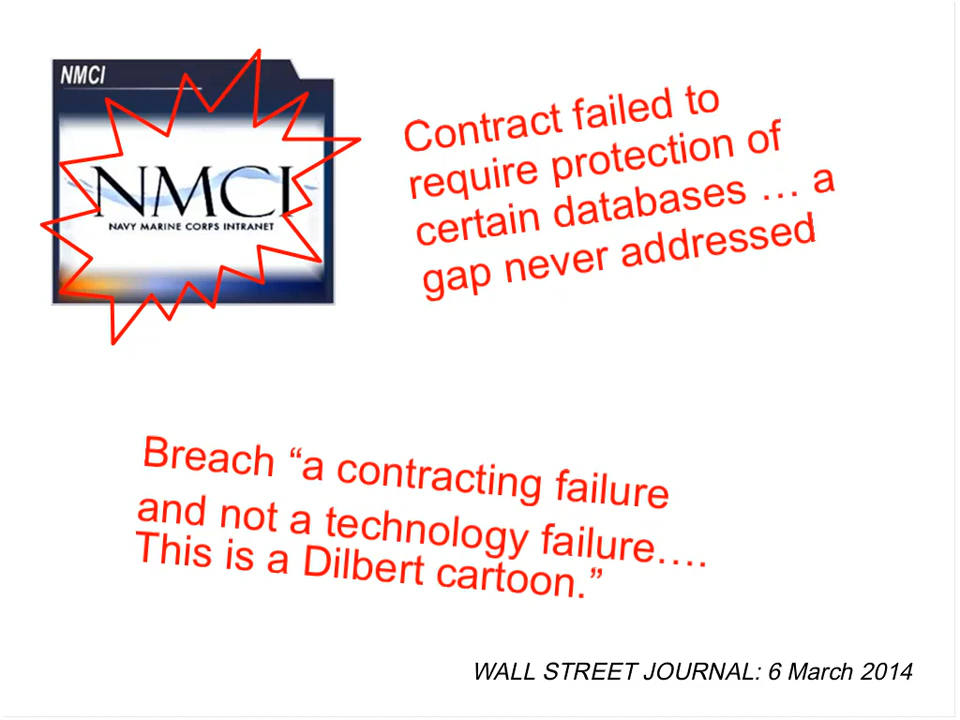 NMCI
NMCI
NAVY MARINE CORPS INTRANET
Contract failed to
require protection of
certain databases … a
gap never addressed
Breach “a contracting failure
and not a technology failure….
This is a Dilbert cartoon.”
WALL STREET JOURNAL: 6 March 2014